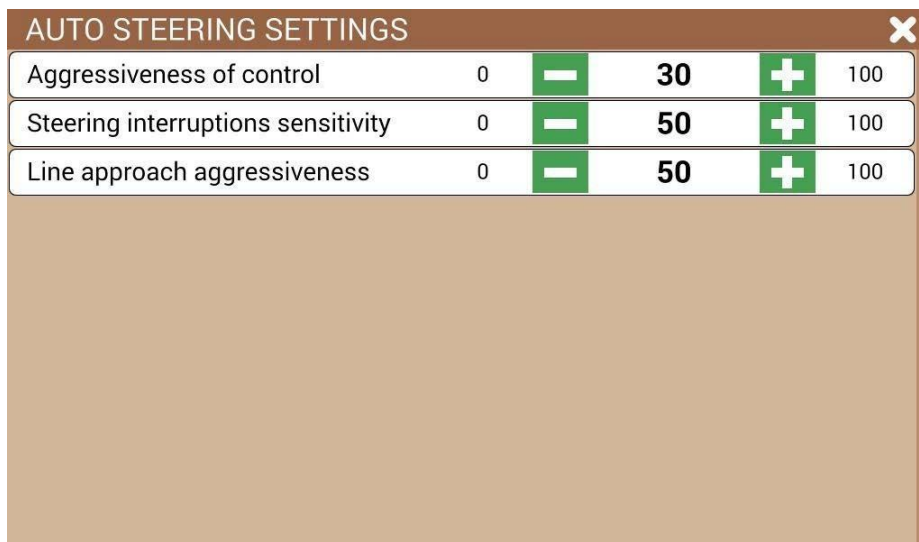 AUTO STEERING SETTINGS
Aggressiveness of control 0 30 100
Steering interruptions sensitivity 0 50 100
Line approach aggressiveness 0 50 100